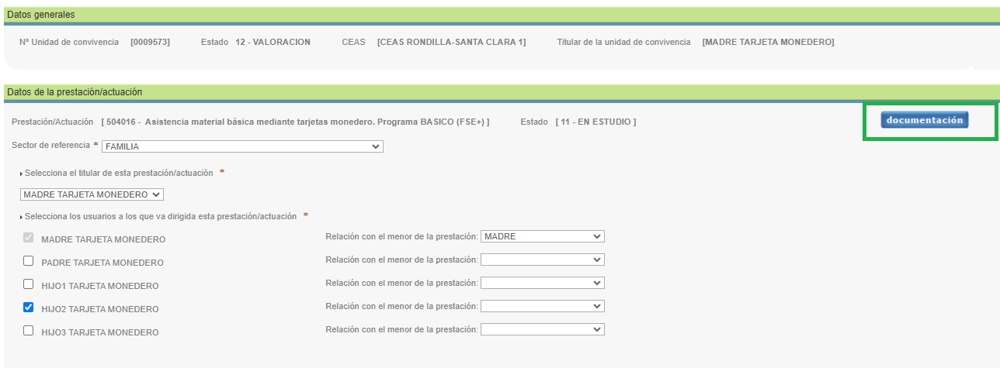 Datos generales
Nº Unidad de convivencia [0009573] Estado 12 - VALORACION CEAS [CEAS RONDILLA-SANTA CLARA 1] Titular de la unidad de convivencia [MADRE TARJETA MONEDERO]
Datos de la prestación/actuación
Prestación/Actuación [ 504016 - Asistencia material básica mediante tarjetas monedero. Programa BASICO (FSE+) ] Estado [ 11 - EN ESTUDIO ] documentación
Sector de referencia * FAMILIA
Selecciona el titular de esta prestación/actuación *
MADRE TARJETA MONEDERO
Selecciona los usuarios a los que va dirigida esta prestación/actuación *
MADRE TARJETA MONEDERO Relación con el menor de la prestación: MADRE
PADRE TARJETA MONEDERO Relación con el menor de la prestación:
HIJO1 TARJETA MONEDERO Relación con el menor de la prestación:
HIJO2 TARJETA MONEDERO Relación con el menor de la prestación:
HIJO3 TARJETA MONEDERO Relación con el menor de la prestación: